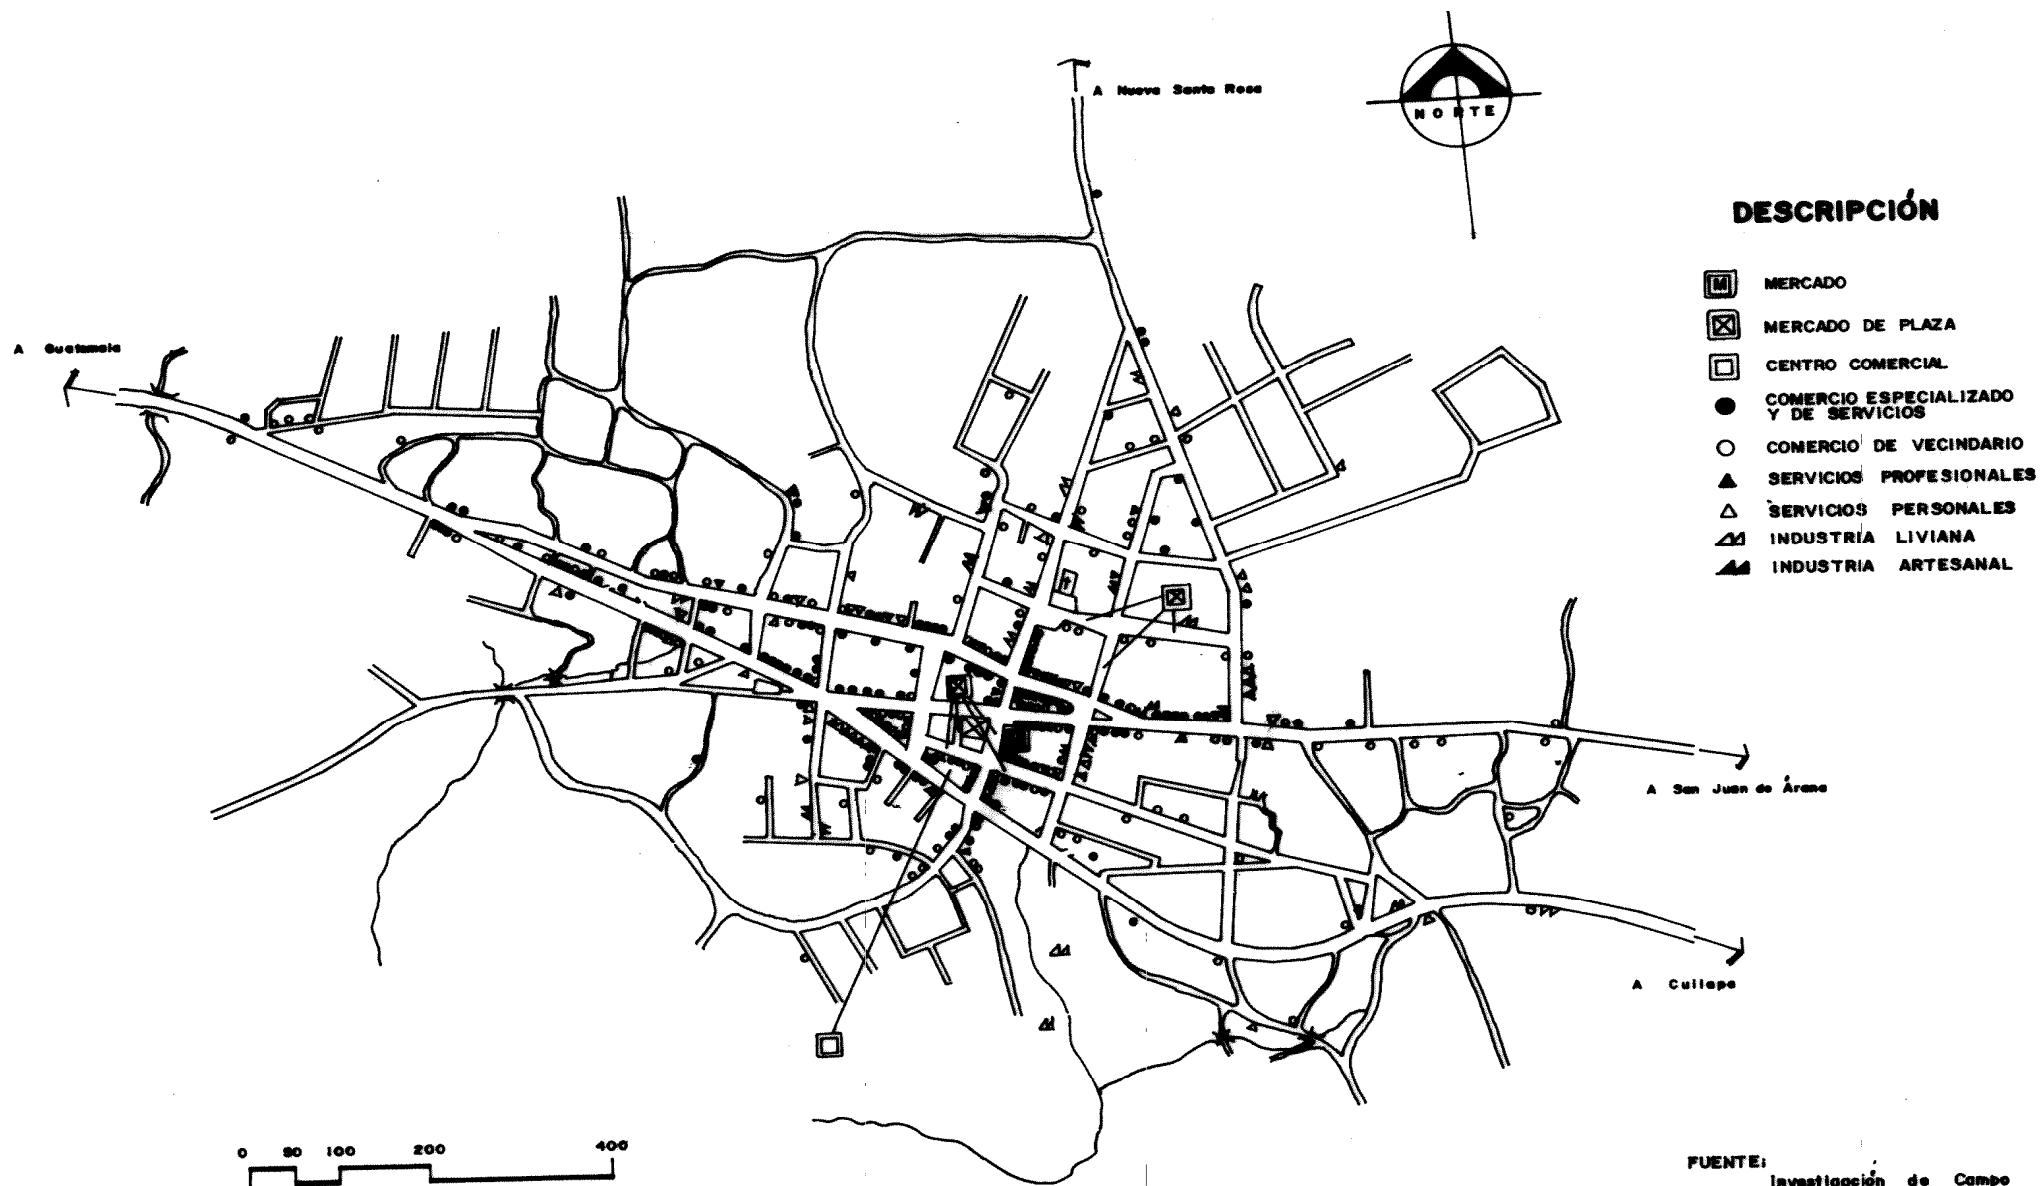 A Nueva Santa Rosa
NORTE
DESCRIPCIÓN
M MERCADO
MERCADO DE PLAZA
CENTRO COMERCIAL
COMERCIO ESPECIALIZADO
Y DE SERVICIOS
COMERCIO DE VECINDARIO
SERVICIOS PROFESIONALES
SERVICIOS PERSONALES
INDUSTRIA LIVIANA
INDUSTRIA ARTESANAL
A Guatemala
A San Juan de Árana
A Cuilapa
0 50 100 200 400
FUENTE:
Investigación de Campo